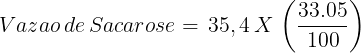 Vazao de Sacarose = 35,4 X (33.05/100)